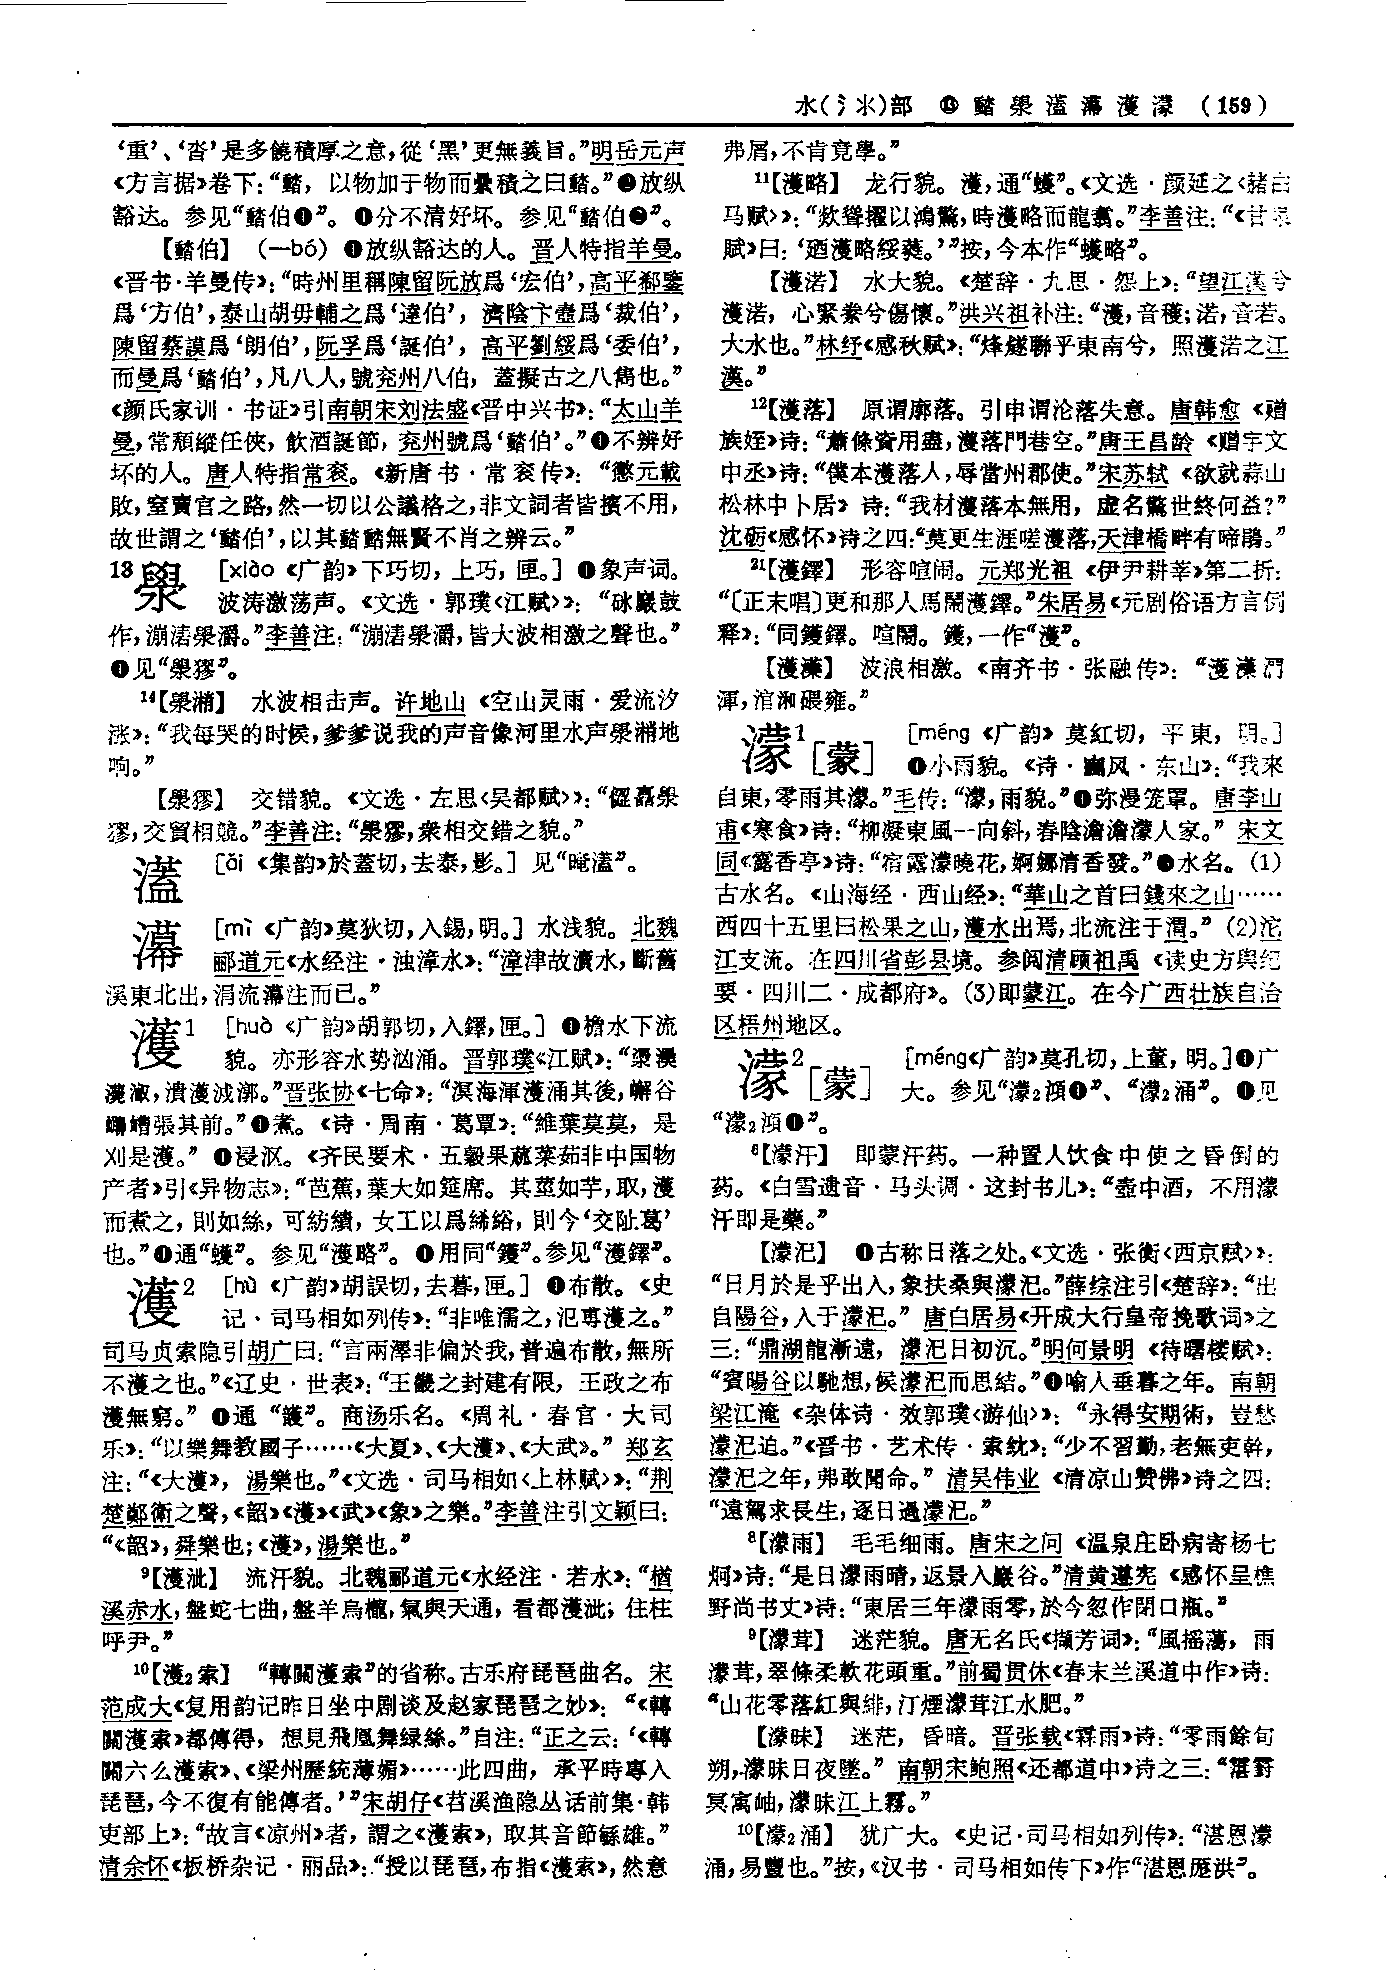 水(氵氺)部 ⓭ 濌 澩 濭 濗 濩 濛 (159)
‘重’、‘沓’是多饒積厚之意,從‘黑’更無義旨。”明岳元声
《方言据》卷下:“濌,以物加于物而纍積之曰濌。”❷放纵
豁达。参见“濌伯❶”。❸分不清好坏。参见“濌伯❷”。
【濌伯】 (—bó) ❶放纵豁达的人。晋人特指羊曼。
《晋书·羊曼传》:“時州里稱陳留阮放爲‘宏伯’,高平郗鑒
爲‘方伯’,泰山胡毋輔之爲‘達伯’,濟陰卞壼爲‘裁伯’,
陳留蔡謨爲‘朗伯’,阮孚爲‘誕伯’,高平劉綏爲‘委伯’,
而曼爲‘濌伯’,凡八人,號兗州八伯,蓋擬古之八儁也。”
《颜氏家训·书证》引南朝宋刘法盛《晋中兴书》:“太山羊
曼,常頹縱任俠,飲酒誕節,兗州號爲‘濌伯’。”❷不辨好
坏的人。唐人特指常衮。《新唐书·常衮传》:“懲元載
敗,窒賣官之路,然一切以公議格之,非文詞者皆擯不用,
故世謂之‘濌伯’,以其濌濌無賢不肖之辨云。”
13澩 [xiào 《广韵》下巧切,上巧,匣。] ❶象声词。
波涛激荡声。《文选·郭璞〈江赋〉》:“砅巖鼓
作,漰湱澩灂。”李善注:“漰湱澩灂,皆大波相激之聲也。”
❷见“澩㺒”。
14【澩㴑】 水波相击声。许地山《空山灵雨·爱流汐
涨》:“我每哭的时候,爹爹说我的声音像河里水声澩㴑地
响。”
【澩㺒】 交错貌。《文选·左思〈吴都赋〉》:“儸譶澩
㺒,交貿相競。”李善注:“澩㺒,衆相交錯之貌。”
濭 [ǎi 《集韵》於蓋切,去泰,影。] 见“晻濭”。
濗 [mì 《广韵》莫狄切,入錫,明。] 水浅貌。北魏
郦道元《水经注·浊漳水》:“漳津故瀆水,斷舊
溪東北出,涓流濗注而已。”
濩1 [huò 《广韵》胡郭切,入鐸,匣。] ❶檐水下流
貌。亦形容水势汹涌。晋郭璞《江赋》:“濜湀
㵧㴸,潰濩泧漷。”晋张协《七命》:“溟海渾濩涌其後,嶰谷
嶆張其前。”❷煮。《诗·周南·葛覃》:“維葉莫莫,是
刈是濩。” ❸浸沤。《齐民要术·五穀果蓏菜茹非中国物
产者》引《异物志》:“芭蕉,葉大如筵席。其莖如芋,取,濩
而煮之,則如絲,可紡績,女工以爲絺綌,則今‘交阯葛’
也。”❹通“蠖”。参见“濩略”。❺用同“鑊”。参见“濩鐸”。
濩2 [hù 《广韵》胡誤切,去暮,匣。] ❶布散。《史
记·司马相如列传》:“非唯濡之,氾尃濩之。”
司马贞索隐引胡广曰:“言雨澤非偏於我,普遍布散,無所
不濩之也。”《辽史·世表》:“王畿之封建有限,王政之布
濩無窮。” ❷通 “頀”。商汤乐名。《周礼·春官·大司
乐》:“以樂舞教國子……《大夏》、《大濩》、《大武》。” 郑玄
注:“《大濩》,湯樂也。”《文选·司马相如〈上林赋〉》:“荆
楚鄭衛之聲,《韶》《濩》《武》《象》之樂。”李善注引文颖曰:
“《韶》,舜樂也;《濩》,湯樂也。”
9【濩泚】 流汗貌。北魏郦道元《水经注·若水》:“楢
溪赤水,盤蛇七曲,盤羊烏櫳,氣與天通,看都濩泚;住柱
呼尹。”
10【濩2索】 “轉關濩索”的省称。古乐府琵琶曲名。宋
范成大《复用韵记昨日坐中剧谈及赵家琵琶之妙》:“《轉
關濩索》都傳得,想見飛凰舞绿絲。”自注:“正之云:‘《轉
關六么濩索》、《梁州歷統薄媚》……此四曲,承平時專入
琵琶,今不復有能傳者。’”宋胡仔《苕溪渔隐丛话前集·韩
吏部上》:“故言《凉州》者,謂之《濩索》,取其音節繇雄。”
清余怀《板桥杂记·丽品》:“授以琵琶,布指《濩索》,然意
弗屑,不肯竟學。”
11【濩略】 龙行貌。濩,通“蠖”。《文选·颜延之〈赭白
马赋〉》:“欻聳擢以鴻驚,時濩略而龍翥。”李善注:“《甘泉
賦》曰:‘廼濩略綏蕤。’”按,今本作“蠖略”。
【濩渃】 水大貌。《楚辞·九思·怨上》:“望江漢兮
濩渃,心緊絭兮傷懷。”洪兴祖补注:“濩,音穫;渃,音若。
大水也。”林纾《感秋赋》:“烽燧聯乎東南兮,照濩渃之江
漢。”
12【濩落】 原谓廓落。引申谓沦落失意。唐韩愈《赠
族姪》诗:“蕭條資用盡,濩落門巷空。”唐王昌龄《赠宇文
中丞》诗:“僕本濩落人,辱當州郡使。”宋苏轼《欲就蒜山
松林中卜居》诗:“我材濩落本無用,虚名驚世終何益?”
沈砺《感怀》诗之四:“莫更生涯嗟濩落,天津橋畔有啼鵑。”
21【濩鐸】 形容喧闹。元郑光祖《伊尹耕莘》第二折:
“〔正末唱〕更和那人馬鬧濩鐸。”朱居易《元剧俗语方言例
释》:“同鑊鐸。喧鬧。鑊,一作“濩”。
【濩㵧】 波浪相激。《南齐书·张融传》:“濩㵧門
渾,涫㳷碨雍。”
濛1[蒙] [méng 《广韵》莫紅切,平東,明。]
❶小雨貌。《诗·豳风·东山》:“我來
自東,零雨其濛。”毛传:“濛,雨貌。”❷弥漫笼罩。唐李山
甫《寒食》诗:“柳凝東風一向斜,春陰澹澹濛人家。” 宋文
同《露香亭》诗:“宿露濛曉花,婀娜清香發。”❸水名。(1)
古水名。《山海经·西山经》:“華山之首曰錢來之山……
西四十五里曰松果之山,濩水出焉,北流注于渭。” (2)沱
江支流。在四川省彭县境。参阅清顾祖禹《读史方舆纪
要·四川二·成都府》。(3)即蒙江。在今广西壮族自治
区梧州地区。
濛2[蒙] [měng《广韵》莫孔切,上董,明。]❶广
大。参见“濛2澒❶”、“濛2涌”。❷见
“濛2澒❶”。
6【濛汗】 即蒙汗药。一种置人饮食中使之昏倒的
药。《白雪遗音·马头调·这封书儿》:“壺中酒,不用濛
汗即是藥。”
【濛汜】 ❶古称日落之处。《文选·张衡〈西京赋〉》:
“日月於是乎出入,象扶桑與濛汜。”薛综注引《楚辞》:“出
自陽谷,入于濛汜。” 唐白居易《开成大行皇帝挽歌词》之
三:“鼎湖龍漸遠,濛汜日初沉。”明何景明《待曙楼赋》:
“賓暘谷以馳想,候濛汜而思結。”❷喻人垂暮之年。南朝
梁江淹《杂体诗·效郭璞〈游仙〉》:“永得安期術,豈愁
濛汜迫。”《晋书·艺术传·索紞》:“少不習勤,老無吏幹,
濛汜之年,弗敢聞命。” 清吴伟业《清凉山赞佛》诗之四:
“遠駕求長生,逐日過濛汜。”
8【濛雨】 毛毛细雨。唐宋之问《温泉庄卧病寄杨七
炯》诗:“是日濛雨晴,返景入巖谷。”清黄遵宪《感怀呈樵
野尚书丈》诗:“東居三年濛雨零,於今忽作閉口瓶。”
9【濛茸】 迷茫貌。唐无名氏《撷芳词》:“風摇蕩,雨
濛茸,翠條柔軟花頭重。”前蜀贯休《春末兰溪道中作》诗:
“山花零落紅與緋,汀煙濛茸江水肥。”
【濛昧】 迷茫,昏暗。晋张载《霖雨》诗:“零雨餘旬
朔,濛昧日夜墜。” 南朝宋鲍照《还都道中》诗之三:“霮䨴
冥寓岫,濛昧江上霧。”
10【濛2涌】 犹广大。《史记·司马相如列传》:“湛恩濛
涌,易豐也。”按,《汉书·司马相如传下》作“湛恩厖洪”。